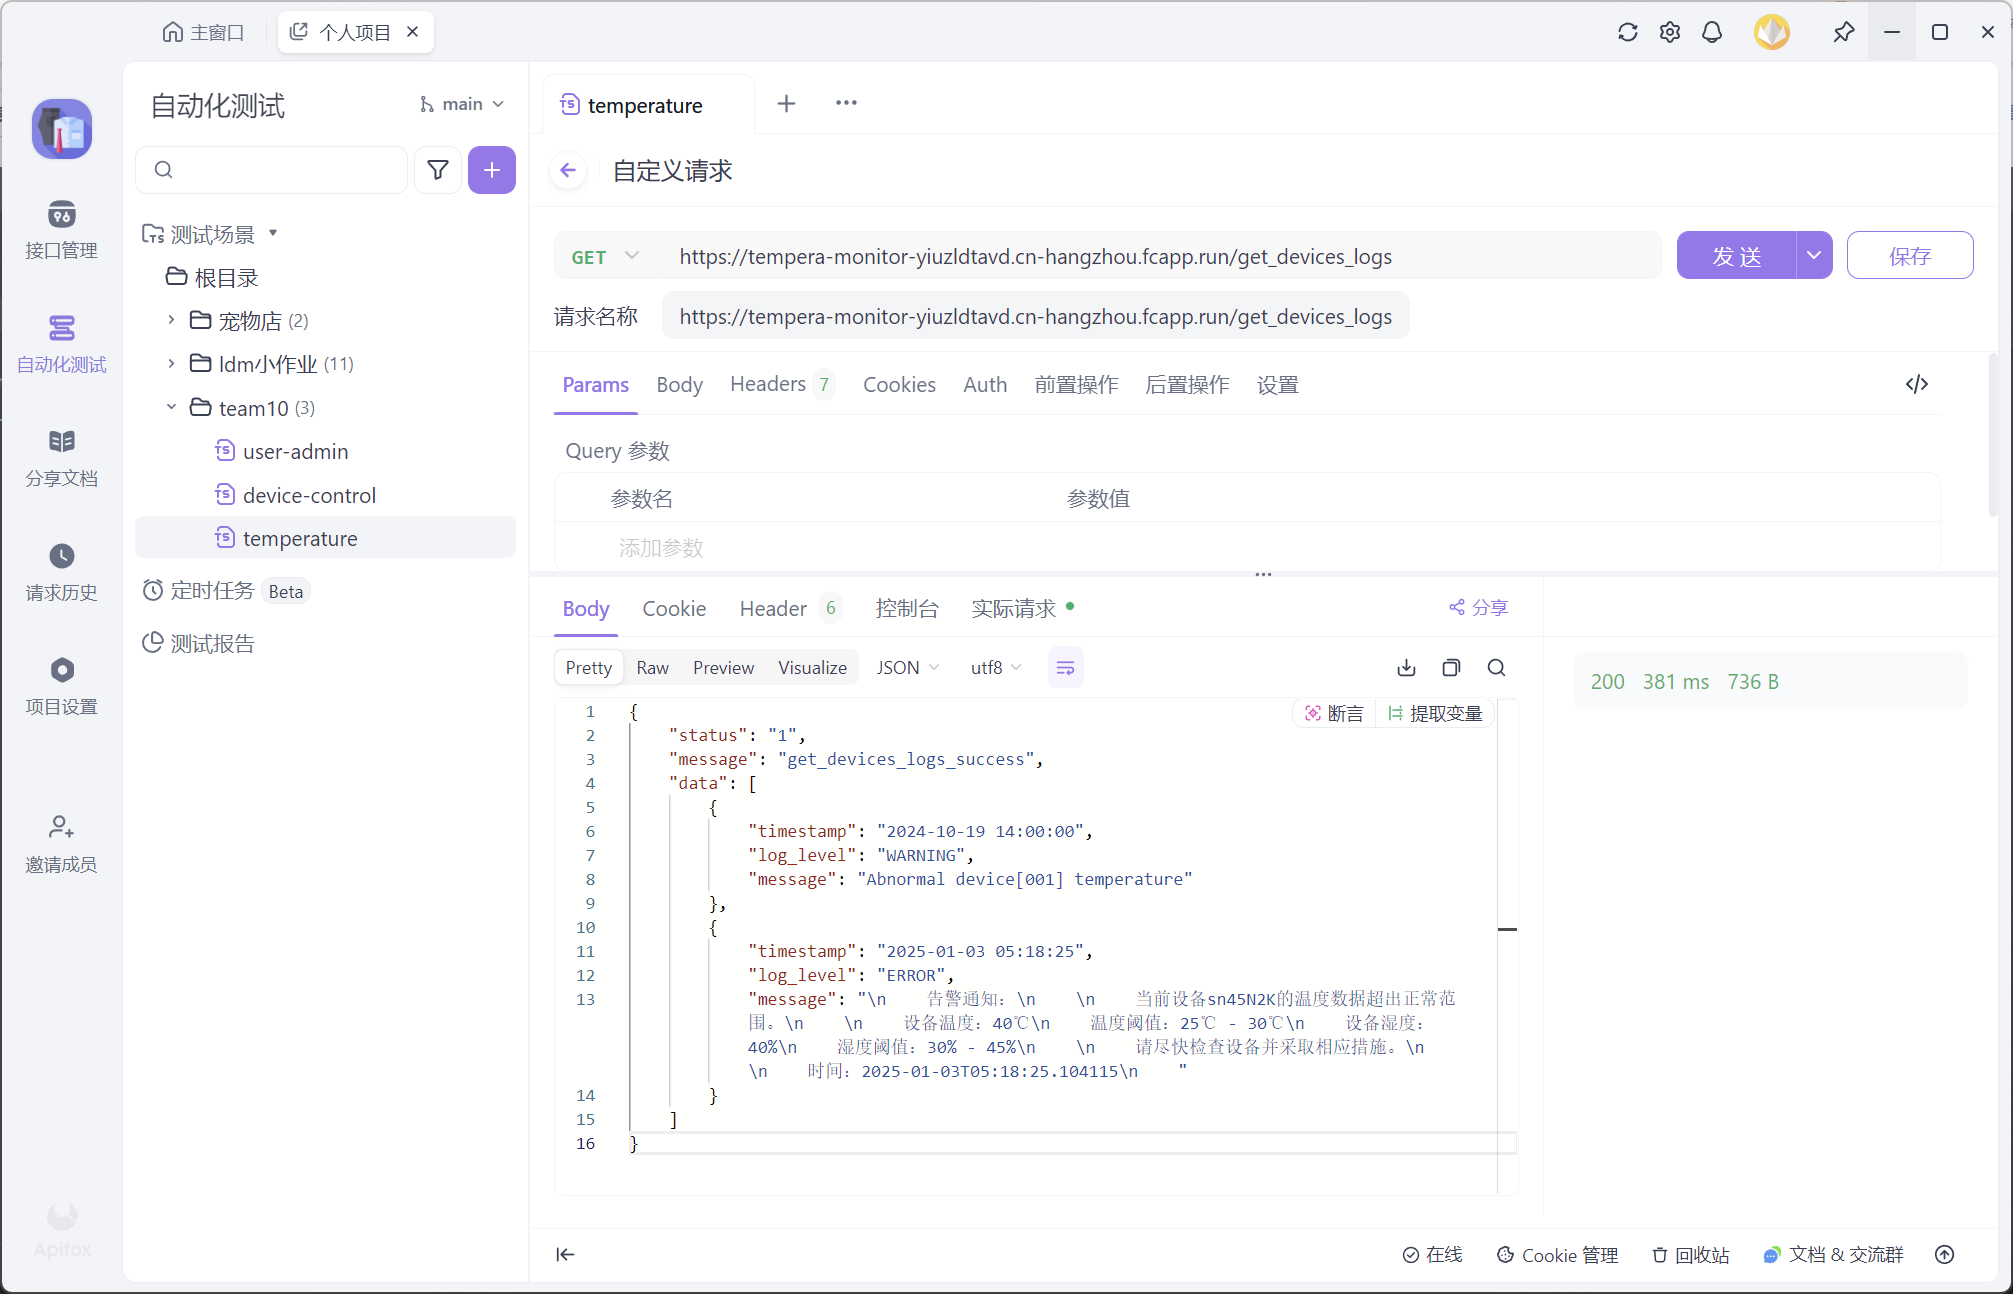 主窗口
个人项目
自动化测试
main
temperature
自定义请求
接口管理
自动化测试
分享文档
请求历史
项目设置
邀请成员
Apifox
测试场景
根目录
宠物店 (2)
ldm小作业 (11)
team10 (3)
user-admin
device-control
temperature
定时任务 Beta
测试报告
GET https://tempera-monitor-yiuzldtavd.cn-hangzhou.fcapp.run/get_devices_logs
发 送
保存
请求名称 https://tempera-monitor-yiuzldtavd.cn-hangzhou.fcapp.run/get_devices_logs
Params Body Headers 7 Cookies Auth 前置操作 后置操作 设置
Query 参数
参数名 参数值
添加参数
Body Cookie Header 6 控制台 实际请求 分享
Pretty Raw Preview Visualize JSON utf8
200 381 ms 736 B
断言 提取变量
1 {
2 "status": "1",
3 "message": "get_devices_logs_success",
4 "data": [
5 {
6 "timestamp": "2024-10-19 14:00:00",
7 "log_level": "WARNING",
8 "message": "Abnormal device[001] temperature"
9 },
10 {
11 "timestamp": "2025-01-03 05:18:25",
12 "log_level": "ERROR",
13 "message": "\n    告警通知：\n    \n    当前设备sn45N2K的温度数据超出正常范
围。\n    \n    设备温度：40℃\n    温度阈值：25℃ - 30℃\n    设备湿度：
40%\n    湿度阈值：30% - 45%\n    \n    请尽快检查设备并采取相应措施。\n
\n    时间：2025-01-03T05:18:25.104115\n    "
14 }
15 ]
16 }
在线 Cookie 管理 回收站 文档 & 交流群